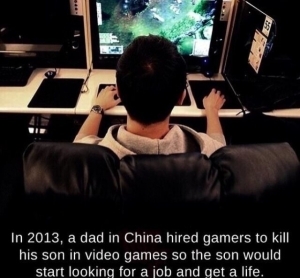 In 2013, a dad in China hired gamers to kill
his son in video games so the son would
start looking for a job and get a life.